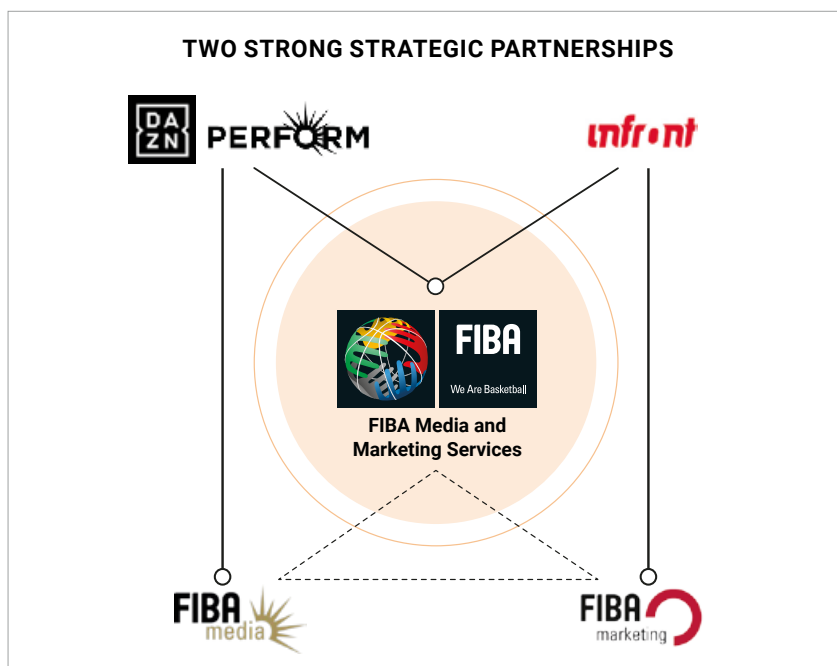 TWO STRONG STRATEGIC PARTNERSHIPS
DA
ZN
PERFORM
infront
FIBA
We Are Basketball
FIBA Media and
Marketing Services
FIBA
media
FIBA
marketing